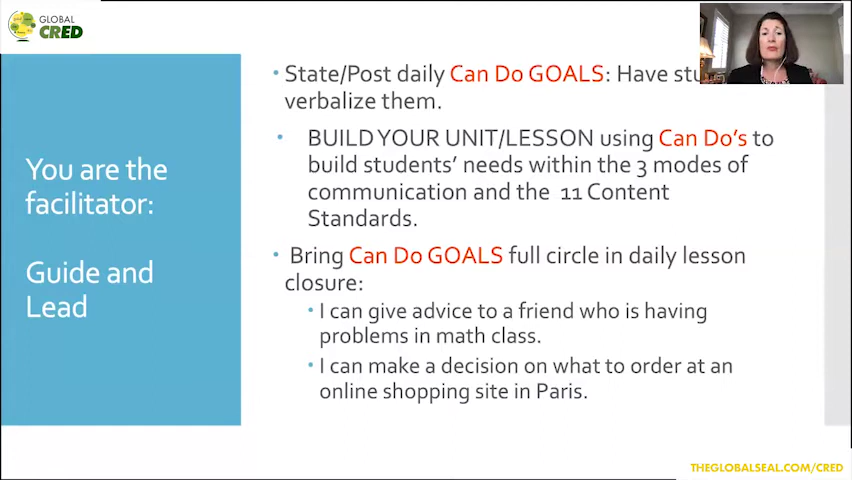 GLOBAL
CRED
You are the
facilitator:
Guide and
Lead
• State/Post daily Can Do GOALS: Have
verbalize them.
• BUILD YOUR UNIT/LESSON using Can Do's to
build students' needs within the 3 modes of
communication and the 11 Content
Standards.
• Bring Can Do GOALS full circle in daily lesson
closure:
• I can give advice to a friend who is having
problems in math class.
• I can make a decision on what to order at an
online shopping site in Paris.
THEGLOBALSEAL.COM/CRED